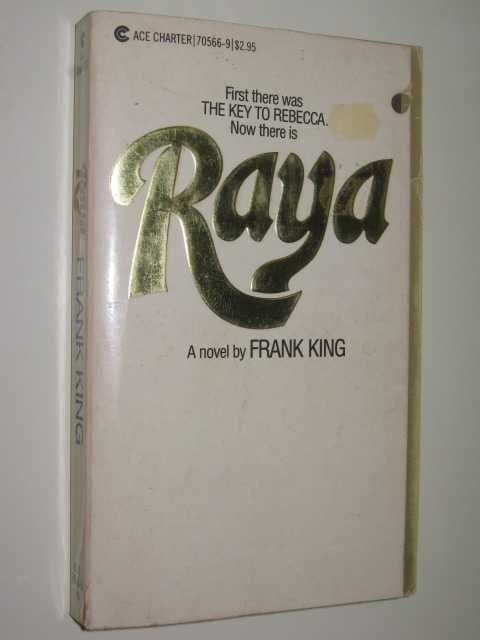 ACE CHARTER|70566-9|$2.95
First there was
THE KEY TO REBECCA.
Now there is
Raya
A novel by FRANK KING
Raya FRANK KING